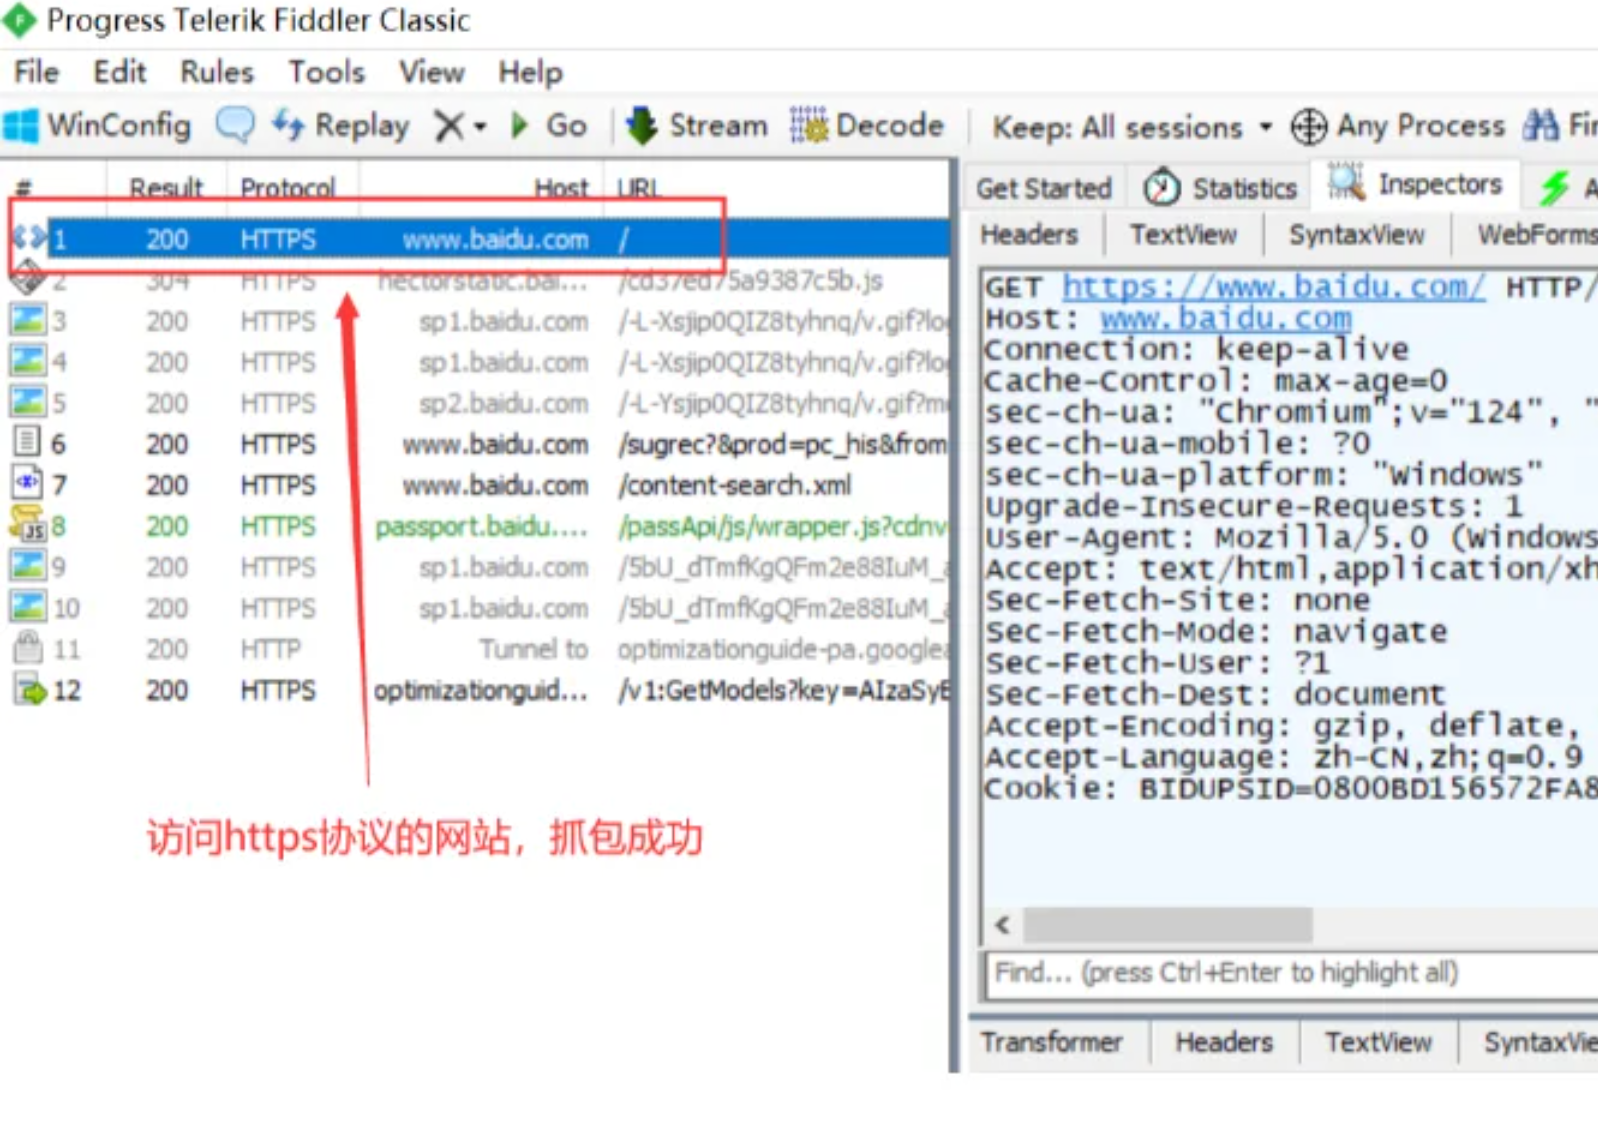 Progress Telerik Fiddler Classic
File Edit Rules Tools View Help
WinConfig Replay Go Stream Decode Keep: All sessions Any Process Fin
# Result Protocol Host URL
1 200 HTTPS www.baidu.com /
2 304 HTTPS hectorstatic.bai... /cd37ed75a9387c5b.js
3 200 HTTPS sp1.baidu.com /-L-Xsjip0QIZ8tyhnq/v.gif?lo
4 200 HTTPS sp1.baidu.com /-L-Xsjip0QIZ8tyhnq/v.gif?lo
5 200 HTTPS sp2.baidu.com /-L-Ysjip0QIZ8tyhnq/v.gif?m
6 200 HTTPS www.baidu.com /sugrec?&prod=pc_his&from
7 200 HTTPS www.baidu.com /content-search.xml
8 200 HTTPS passport.baidu.... /passApi/js/wrapper.js?cdnv
9 200 HTTPS sp1.baidu.com /5bU_dTmfKgQFm2e88IuM_a
10 200 HTTPS sp1.baidu.com /5bU_dTmfKgQFm2e88IuM_a
11 200 HTTP Tunnel to optimizationguide-pa.googlea
12 200 HTTPS optimizationguid... /v1:GetModels?key=AIzaSyB
访问https协议的网站，抓包成功
Get Started Statistics Inspectors A
Headers TextView SyntaxView WebForms
GET https://www.baidu.com/ HTTP/
Host: www.baidu.com
Connection: keep-alive
Cache-Control: max-age=0
sec-ch-ua: "Chromium";v="124", "
sec-ch-ua-mobile: ?0
sec-ch-ua-platform: "Windows"
Upgrade-Insecure-Requests: 1
User-Agent: Mozilla/5.0 (Windows
Accept: text/html,application/xh
Sec-Fetch-Site: none
Sec-Fetch-Mode: navigate
Sec-Fetch-User: ?1
Sec-Fetch-Dest: document
Accept-Encoding: gzip, deflate,
Accept-Language: zh-CN,zh;q=0.9
Cookie: BIDUPSID=0800BD156572FA8
Find... (press Ctrl+Enter to highlight all)
Transformer Headers TextView SyntaxVie